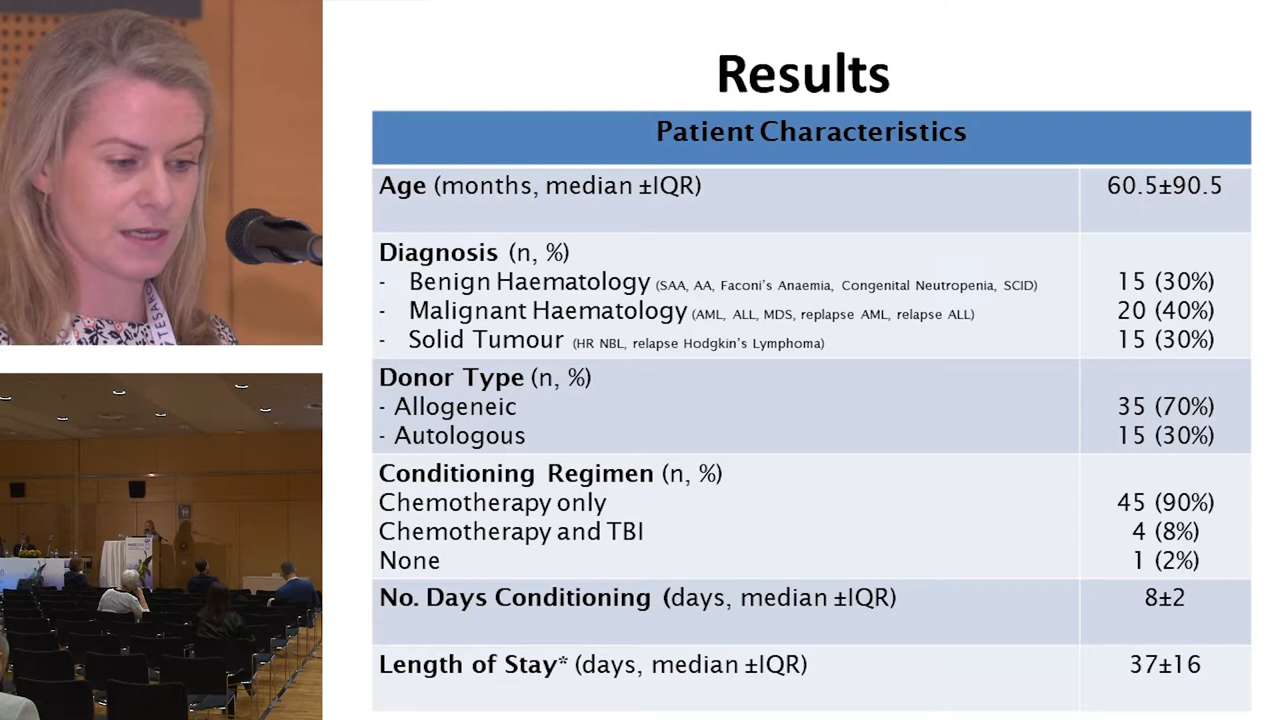 Results
Patient Characteristics
Age (months, median ±IQR) 60.5±90.5
Diagnosis (n, %)
- Benign Haematology (SAA, AA, Faconi's Anaemia, Congenital Neutropenia, SCID) 15 (30%)
- Malignant Haematology (AML, ALL, MDS, replapse AML, relapse ALL) 20 (40%)
- Solid Tumour (HR NBL, relapse Hodgkin's Lymphoma) 15 (30%)
Donor Type (n, %)
- Allogeneic 35 (70%)
- Autologous 15 (30%)
Conditioning Regimen (n, %)
Chemotherapy only 45 (90%)
Chemotherapy and TBI 4 (8%)
None 1 (2%)
No. Days Conditioning (days, median ±IQR) 8±2
Length of Stay* (days, median ±IQR) 37±16
TESARO